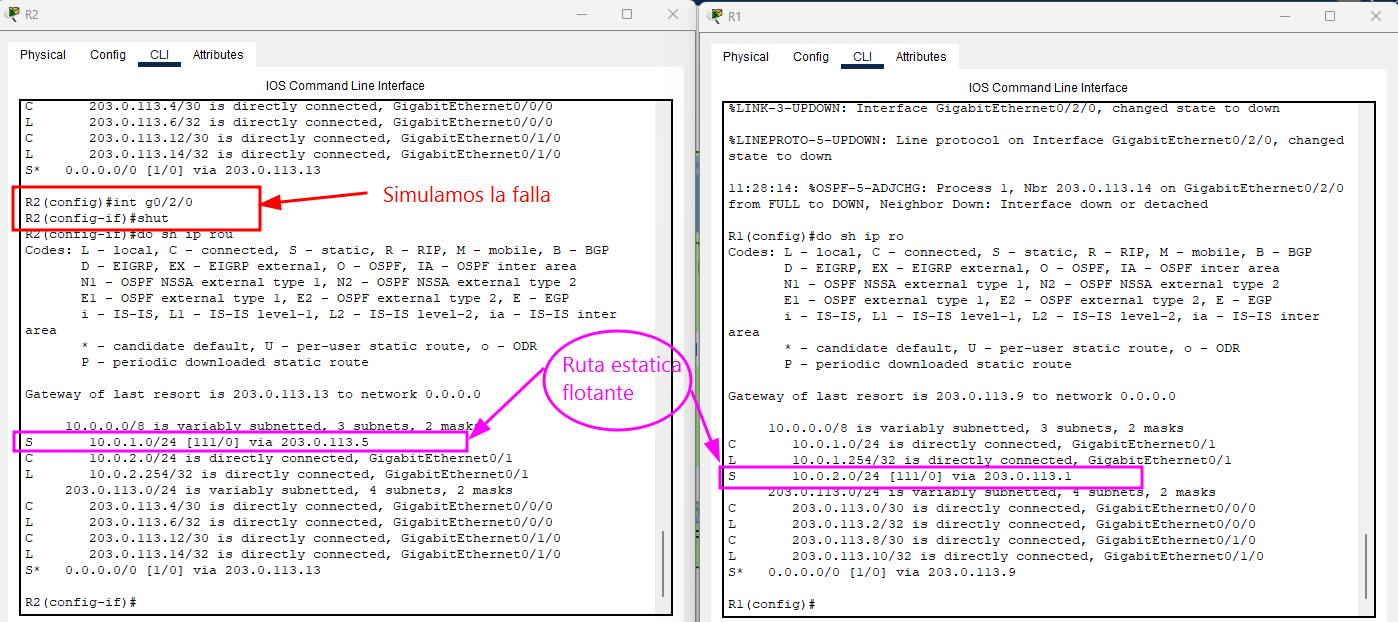 R2
Physical Config CLI Attributes
IOS Command Line Interface
C 203.0.113.4/30 is directly connected, GigabitEthernet0/0/0
L 203.0.113.6/32 is directly connected, GigabitEthernet0/0/0
C 203.0.113.12/30 is directly connected, GigabitEthernet0/1/0
L 203.0.113.14/32 is directly connected, GigabitEthernet0/1/0
S* 0.0.0.0/0 [1/0] via 203.0.113.13
R2(config)#int g0/2/0
R2(config-if)#shut
Simulamos la falla
R2(config-if)#do sh ip rou
Codes: L - local, C - connected, S - static, R - RIP, M - mobile, B - BGP
D - EIGRP, EX - EIGRP external, O - OSPF, IA - OSPF inter area
N1 - OSPF NSSA external type 1, N2 - OSPF NSSA external type 2
E1 - OSPF external type 1, E2 - OSPF external type 2, E - EGP
i - IS-IS, L1 - IS-IS level-1, L2 - IS-IS level-2, ia - IS-IS inter
area
* - candidate default, U - per-user static route, o - ODR
P - periodic downloaded static route
Gateway of last resort is 203.0.113.13 to network 0.0.0.0
10.0.0.0/8 is variably subnetted, 3 subnets, 2 masks
S 10.0.1.0/24 [111/0] via 203.0.113.5
C 10.0.2.0/24 is directly connected, GigabitEthernet0/1
L 10.0.2.254/32 is directly connected, GigabitEthernet0/1
203.0.113.0/24 is variably subnetted, 4 subnets, 2 masks
C 203.0.113.4/30 is directly connected, GigabitEthernet0/0/0
L 203.0.113.6/32 is directly connected, GigabitEthernet0/0/0
C 203.0.113.12/30 is directly connected, GigabitEthernet0/1/0
L 203.0.113.14/32 is directly connected, GigabitEthernet0/1/0
S* 0.0.0.0/0 [1/0] via 203.0.113.13
R2(config-if)#
Ruta estatica
flotante
R1
Physical Config CLI Attributes
IOS Command Line Interface
%LINK-3-UPDOWN: Interface GigabitEthernet0/2/0, changed state to down
%LINEPROTO-5-UPDOWN: Line protocol on Interface GigabitEthernet0/2/0, changed
state to down
11:28:14: %OSPF-5-ADJCHG: Process 1, Nbr 203.0.113.14 on GigabitEthernet0/2/0
from FULL to DOWN, Neighbor Down: Interface down or detached
R1(config)#do sh ip ro
Codes: L - local, C - connected, S - static, R - RIP, M - mobile, B - BGP
D - EIGRP, EX - EIGRP external, O - OSPF, IA - OSPF inter area
N1 - OSPF NSSA external type 1, N2 - OSPF NSSA external type 2
E1 - OSPF external type 1, E2 - OSPF external type 2, E - EGP
i - IS-IS, L1 - IS-IS level-1, L2 - IS-IS level-2, ia - IS-IS inter
area
* - candidate default, U - per-user static route, o - ODR
P - periodic downloaded static route
Gateway of last resort is 203.0.113.9 to network 0.0.0.0
10.0.0.0/8 is variably subnetted, 3 subnets, 2 masks
C 10.0.1.0/24 is directly connected, GigabitEthernet0/1
L 10.0.1.254/32 is directly connected, GigabitEthernet0/1
S 10.0.2.0/24 [111/0] via 203.0.113.1
203.0.113.0/24 is variably subnetted, 4 subnets, 2 masks
C 203.0.113.0/30 is directly connected, GigabitEthernet0/0/0
L 203.0.113.2/32 is directly connected, GigabitEthernet0/0/0
C 203.0.113.8/30 is directly connected, GigabitEthernet0/1/0
L 203.0.113.10/32 is directly connected, GigabitEthernet0/1/0
S* 0.0.0.0/0 [1/0] via 203.0.113.9
R1(config)#